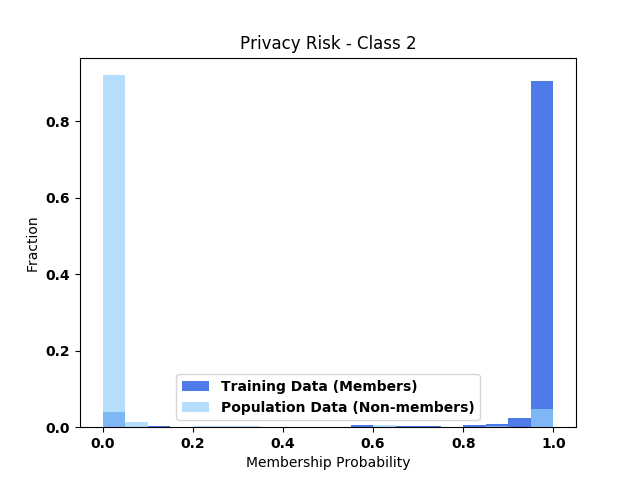 Privacy Risk - Class 2
Fraction
0.8
0.6
0.4
0.2
0.0
Training Data (Members)
Population Data (Non-members)
0.0 0.2 0.4 0.6 0.8 1.0
Membership Probability